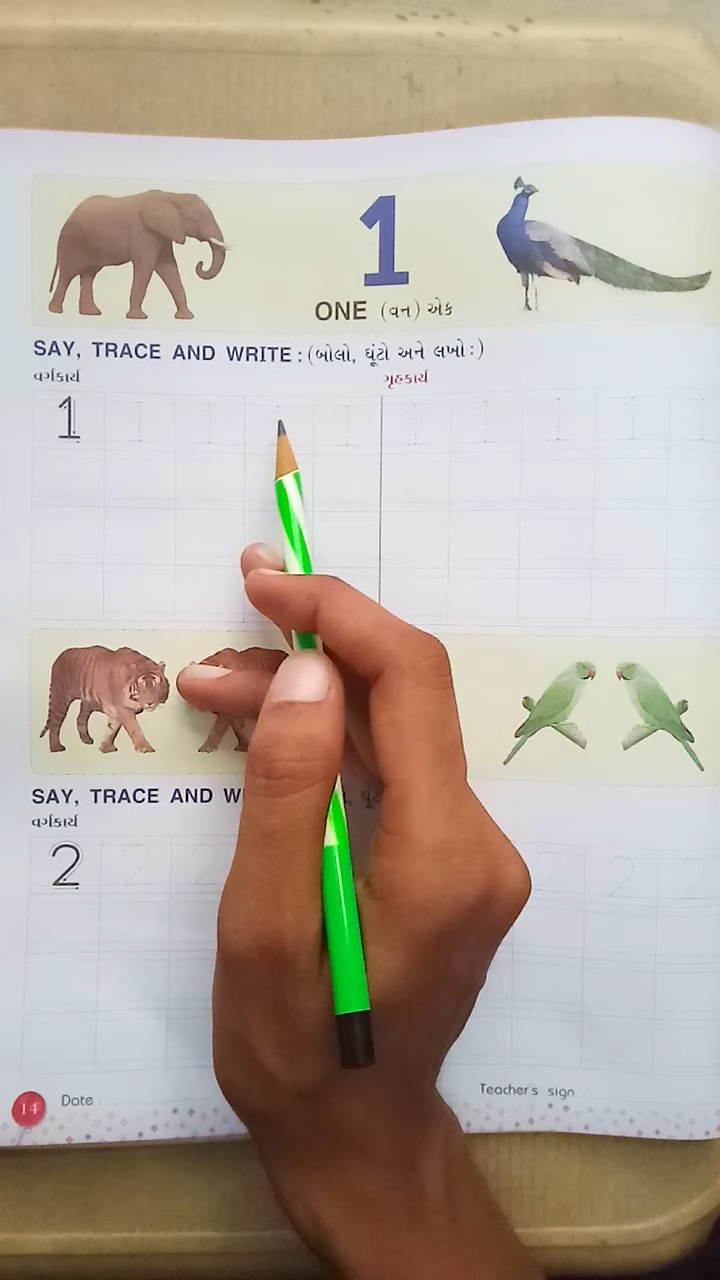 1
ONE (વન) એક
SAY, TRACE AND WRITE : (બોલો, ઘૂંટો અને લખો :)
વર્ગકાર્ય ગૃહકાર્ય
1 1 1 1 1 1 1 1 1
SAY, TRACE AND
વર્ગકાર્ય
2 2 2 2 2 2
14 Date : Teacher's sign.